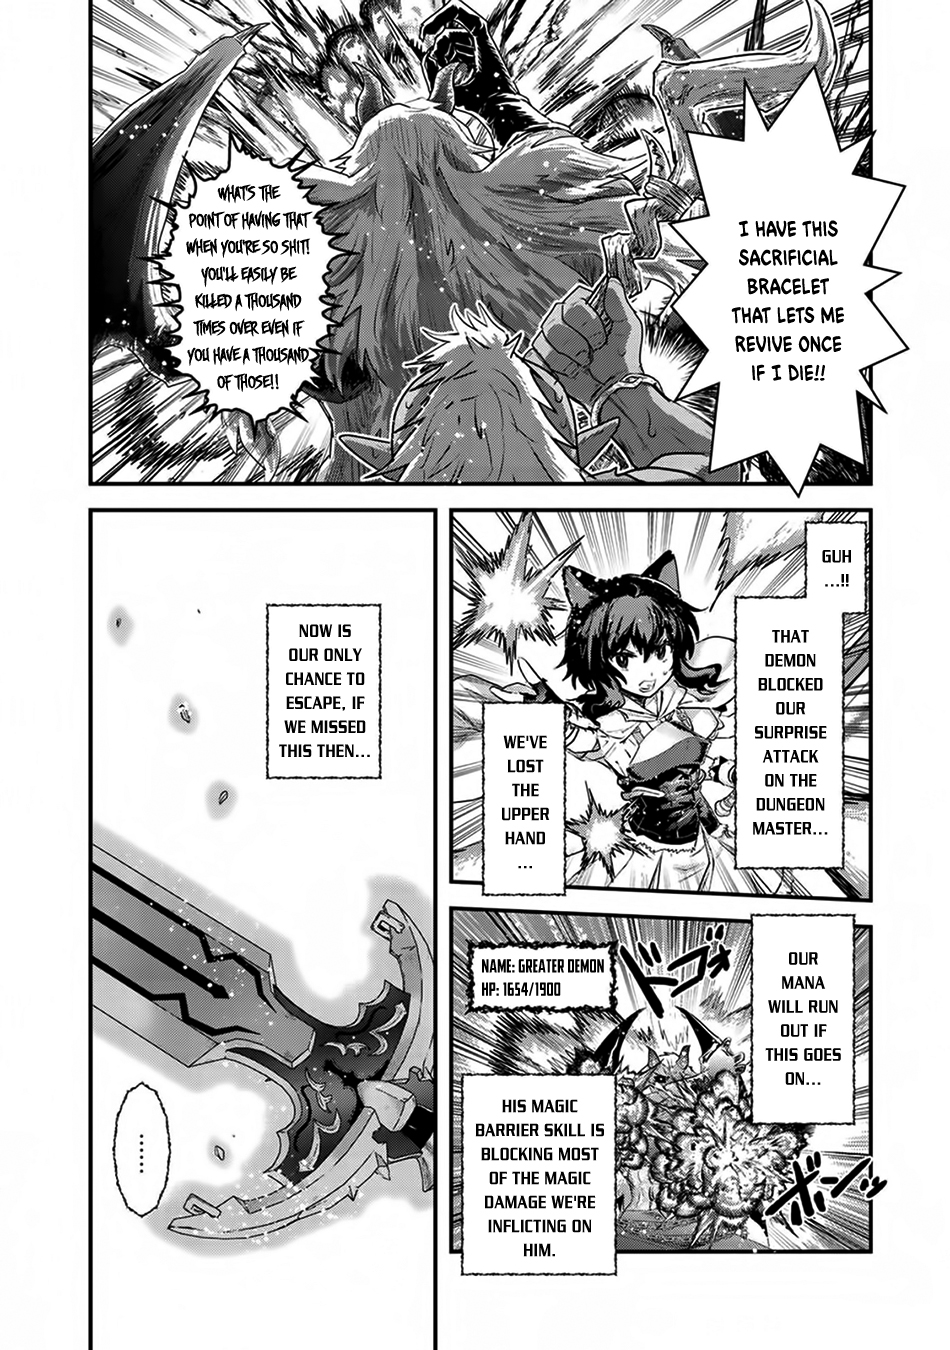 I HAVE THIS
SACRIFICIAL
BRACELET
THAT LETS ME
REVIVE ONCE
IF I DIE!!
WHAT'S THE
POINT OF HAVING THAT
WHEN YOU'RE SO SHIT!
YOU'LL EASILY BE
KILLED A THOUSAND
TIMES OVER EVEN IF
YOU HAVE A THOUSAND
OF THOSE!!
GUH
...!!
THAT
DEMON
BLOCKED
OUR
SURPRISE
ATTACK
ON THE
DUNGEON
MASTER...
WE'VE
LOST
THE
UPPER
HAND
...
OUR
MANA
WILL RUN
OUT IF
THIS GOES
ON...
NAME: GREATER DEMON
HP: 1654/1900
ドゴォ
ボーンッ
HIS MAGIC
BARRIER SKILL IS
BLOCKING MOST
OF THE MAGIC
DAMAGE WE'RE
INFLICTING ON
HIM.
NOW IS
OUR ONLY
CHANCE TO
ESCAPE, IF
WE MISSED
THIS THEN...
......